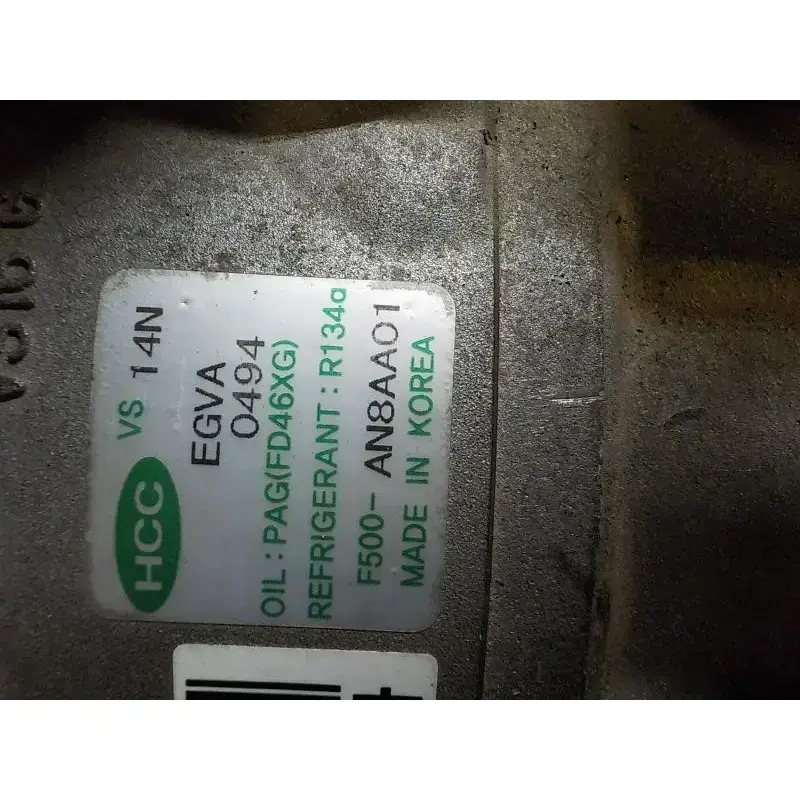 HCC VS 14N
EGVA
0494
OIL : PAG(FD46XG)
REFRIGERANT : R134a
F500- AN8AA01
MADE IN KOREA